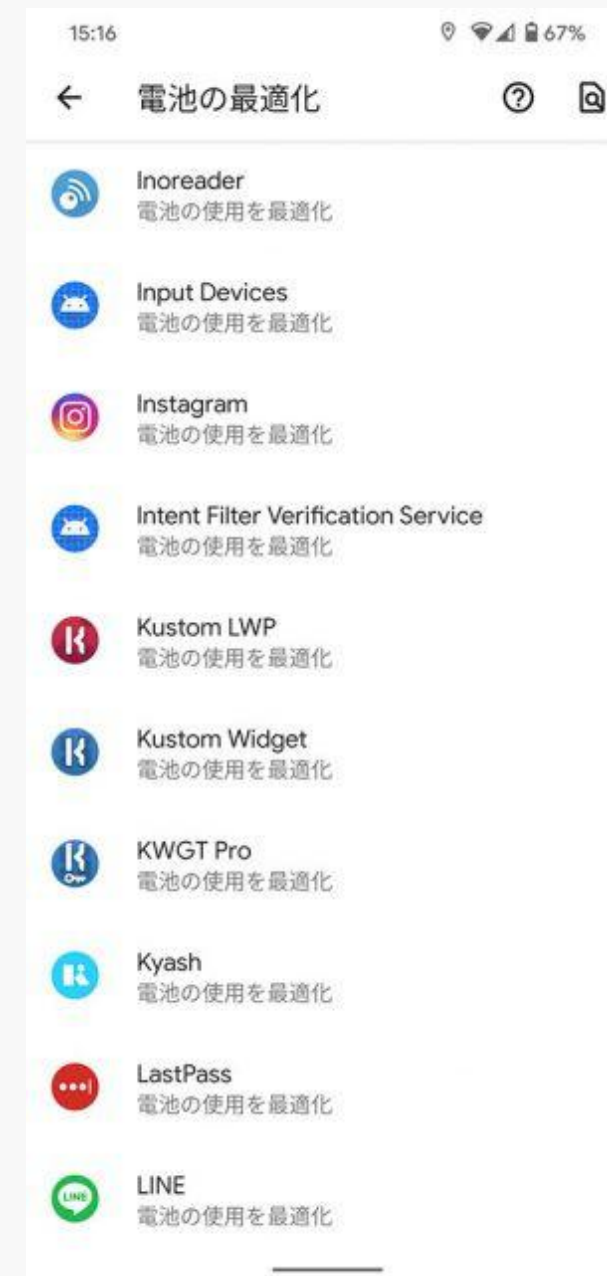 15:16
67%
電池の最適化
Inoreader
電池の使用を最適化
Input Devices
電池の使用を最適化
Instagram
電池の使用を最適化
Intent Filter Verification Service
電池の使用を最適化
Kustom LWP
電池の使用を最適化
Kustom Widget
電池の使用を最適化
KWGT Pro
電池の使用を最適化
Kyash
電池の使用を最適化
LastPass
電池の使用を最適化
LINE
LINE
電池の使用を最適化